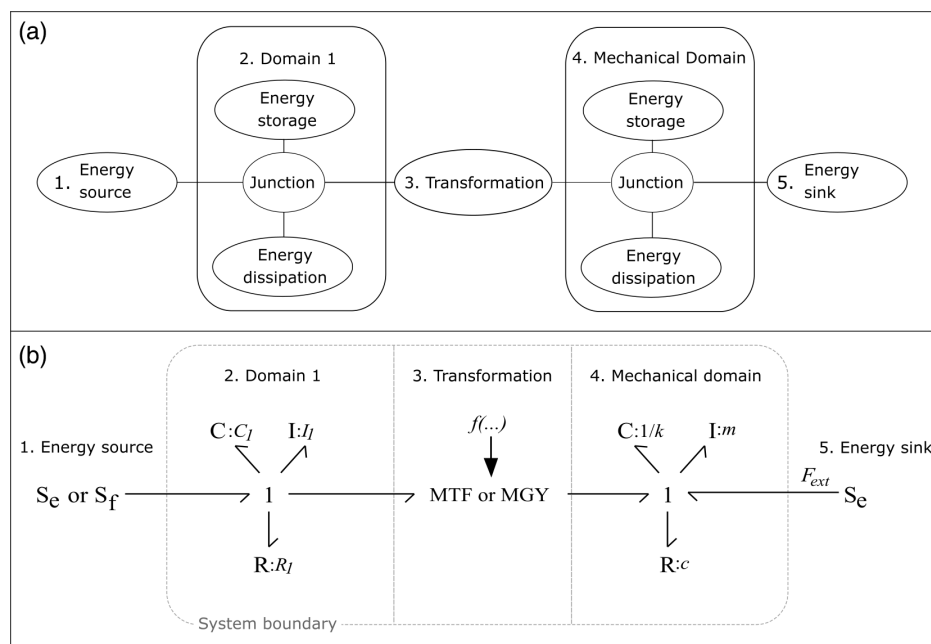 (a)
2. Domain 1
4. Mechanical Domain
Energy
storage
Energy
storage
1. Energy
source
Junction
3. Transformation
Junction
5. Energy
sink
Energy
dissipation
Energy
dissipation
(b)
2. Domain 1
3. Transformation
4. Mechanical domain
1. Energy source
C:C1
I:I1
f(...)
C:1/k
I:m
5. Energy sink
Se or Sf
1
MTF or MGY
1
Fext
Se
R:R1
R:c
System boundary